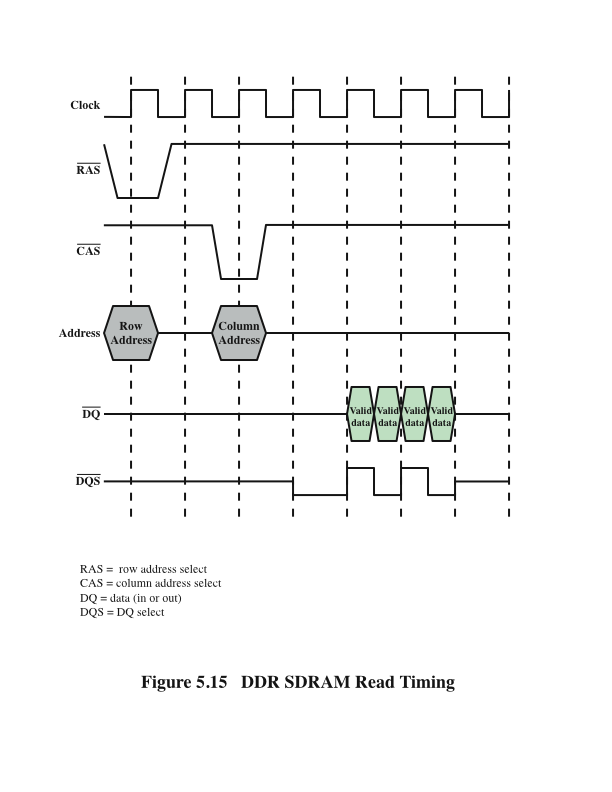 Clock
RAS
CAS
Address
Row
Address
Column
Address
DQ
Valid Valid Valid Valid
data data data data
DQS
RAS = row address select
CAS = column address select
DQ = data (in or out)
DQS = DQ select
Figure 5.15 DDR SDRAM Read Timing